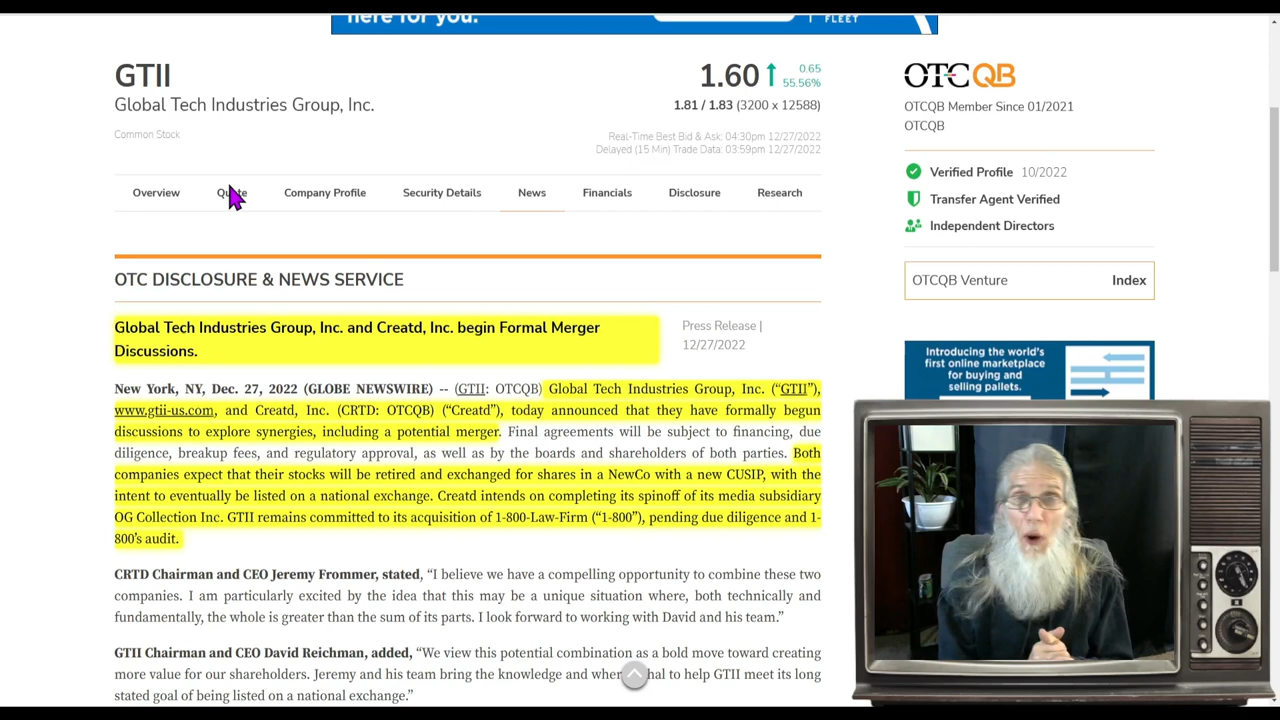 here for you.
FLEET
GTII
Global Tech Industries Group, Inc.
Common Stock
1.60
0.65
55.56%
1.81 / 1.83 (3200 x 12588)
Real-Time Best Bid & Ask: 04:30pm 12/27/2022
Delayed (15 Min) Trade Data: 03:59pm 12/27/2022
Overview Quote Company Profile Security Details News Financials Disclosure Research
OTC DISCLOSURE & NEWS SERVICE
Global Tech Industries Group, Inc. and Creatd, Inc. begin Formal Merger
Discussions.
Press Release |
12/27/2022
New York, NY, Dec. 27, 2022 (GLOBE NEWSWIRE) -- (GTII: OTCQB) Global Tech Industries Group, Inc. (“GTII”),
www.gtii-us.com, and Creatd, Inc. (CRTD: OTCQB) (“Creatd”), today announced that they have formally begun
discussions to explore synergies, including a potential merger. Final agreements will be subject to financing, due
diligence, breakup fees, and regulatory approval, as well as by the boards and shareholders of both parties. Both
companies expect that their stocks will be retired and exchanged for shares in a NewCo with a new CUSIP, with the
intent to eventually be listed on a national exchange. Creatd intends on completing its spinoff of its media subsidiary
OG Collection Inc. GTII remains committed to its acquisition of 1-800-Law-Firm (“1-800”), pending due diligence and 1-
800’s audit.
CRTD Chairman and CEO Jeremy Frommer, stated, “I believe we have a compelling opportunity to combine these two
companies. I am particularly excited by the idea that this may be a unique situation where, both technically and
fundamentally, the whole is greater than the sum of its parts. I look forward to working with David and his team.”
GTII Chairman and CEO David Reichman, added, “We view this potential combination as a bold move toward creating
more value for our shareholders. Jeremy and his team bring the knowledge and to help GTII meet its long
stated goal of being listed on a national exchange.”
OTCQB
OTCQB Member Since 01/2021
OTCQB
Verified Profile 10/2022
Transfer Agent Verified
Independent Directors
OTCQB Venture Index
Introducing the world's
first online marketplace
for buying and
selling pallets.